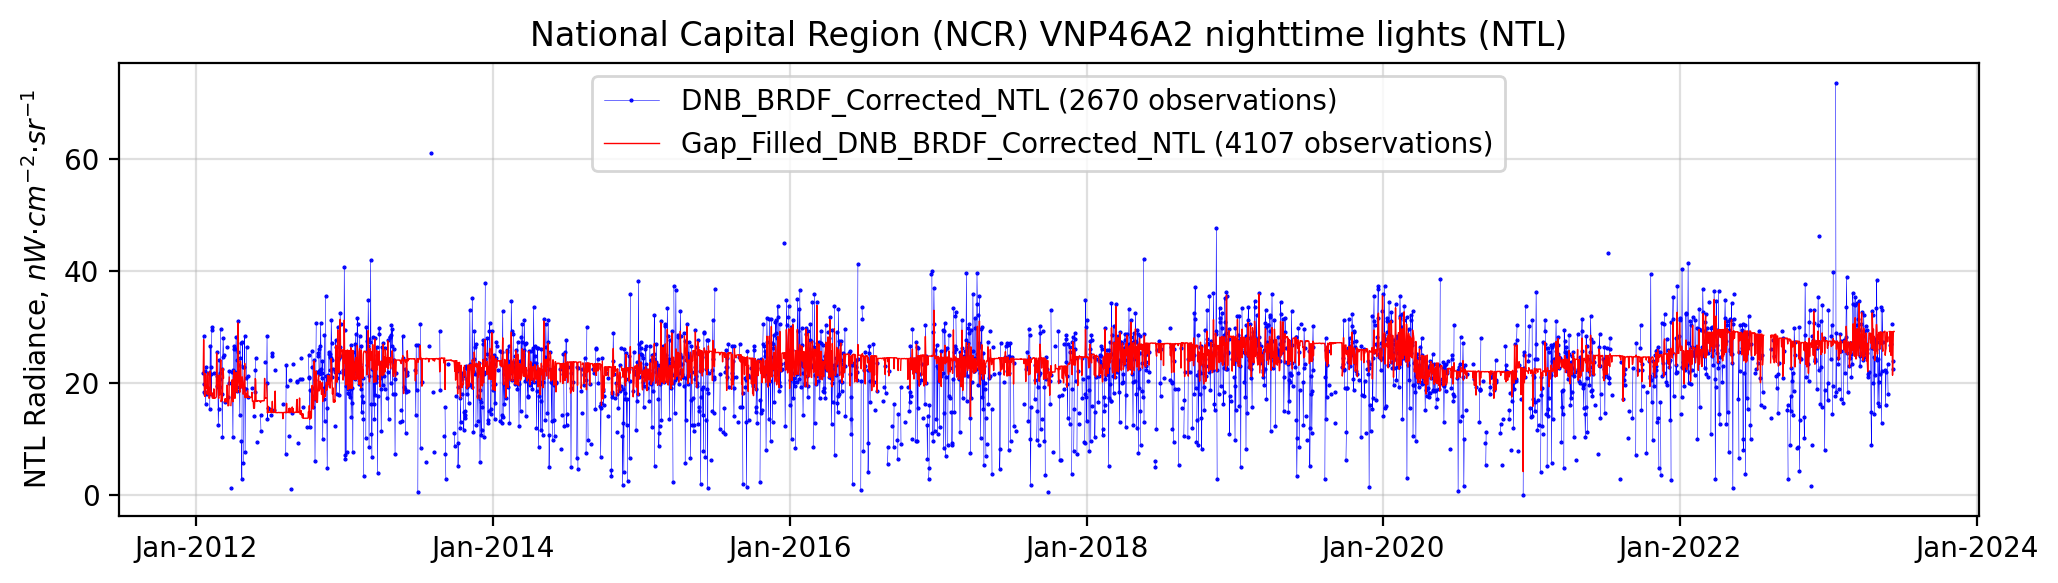 National Capital Region (NCR) VNP46A2 nighttime lights (NTL)
DNB_BRDF_Corrected_NTL (2670 observations)
Gap_Filled_DNB_BRDF_Corrected_NTL (4107 observations)
NTL Radiance, nW·cm⁻²·sr⁻¹
60
40
20
0
Jan-2012 Jan-2014 Jan-2016 Jan-2018 Jan-2020 Jan-2022 Jan-2024